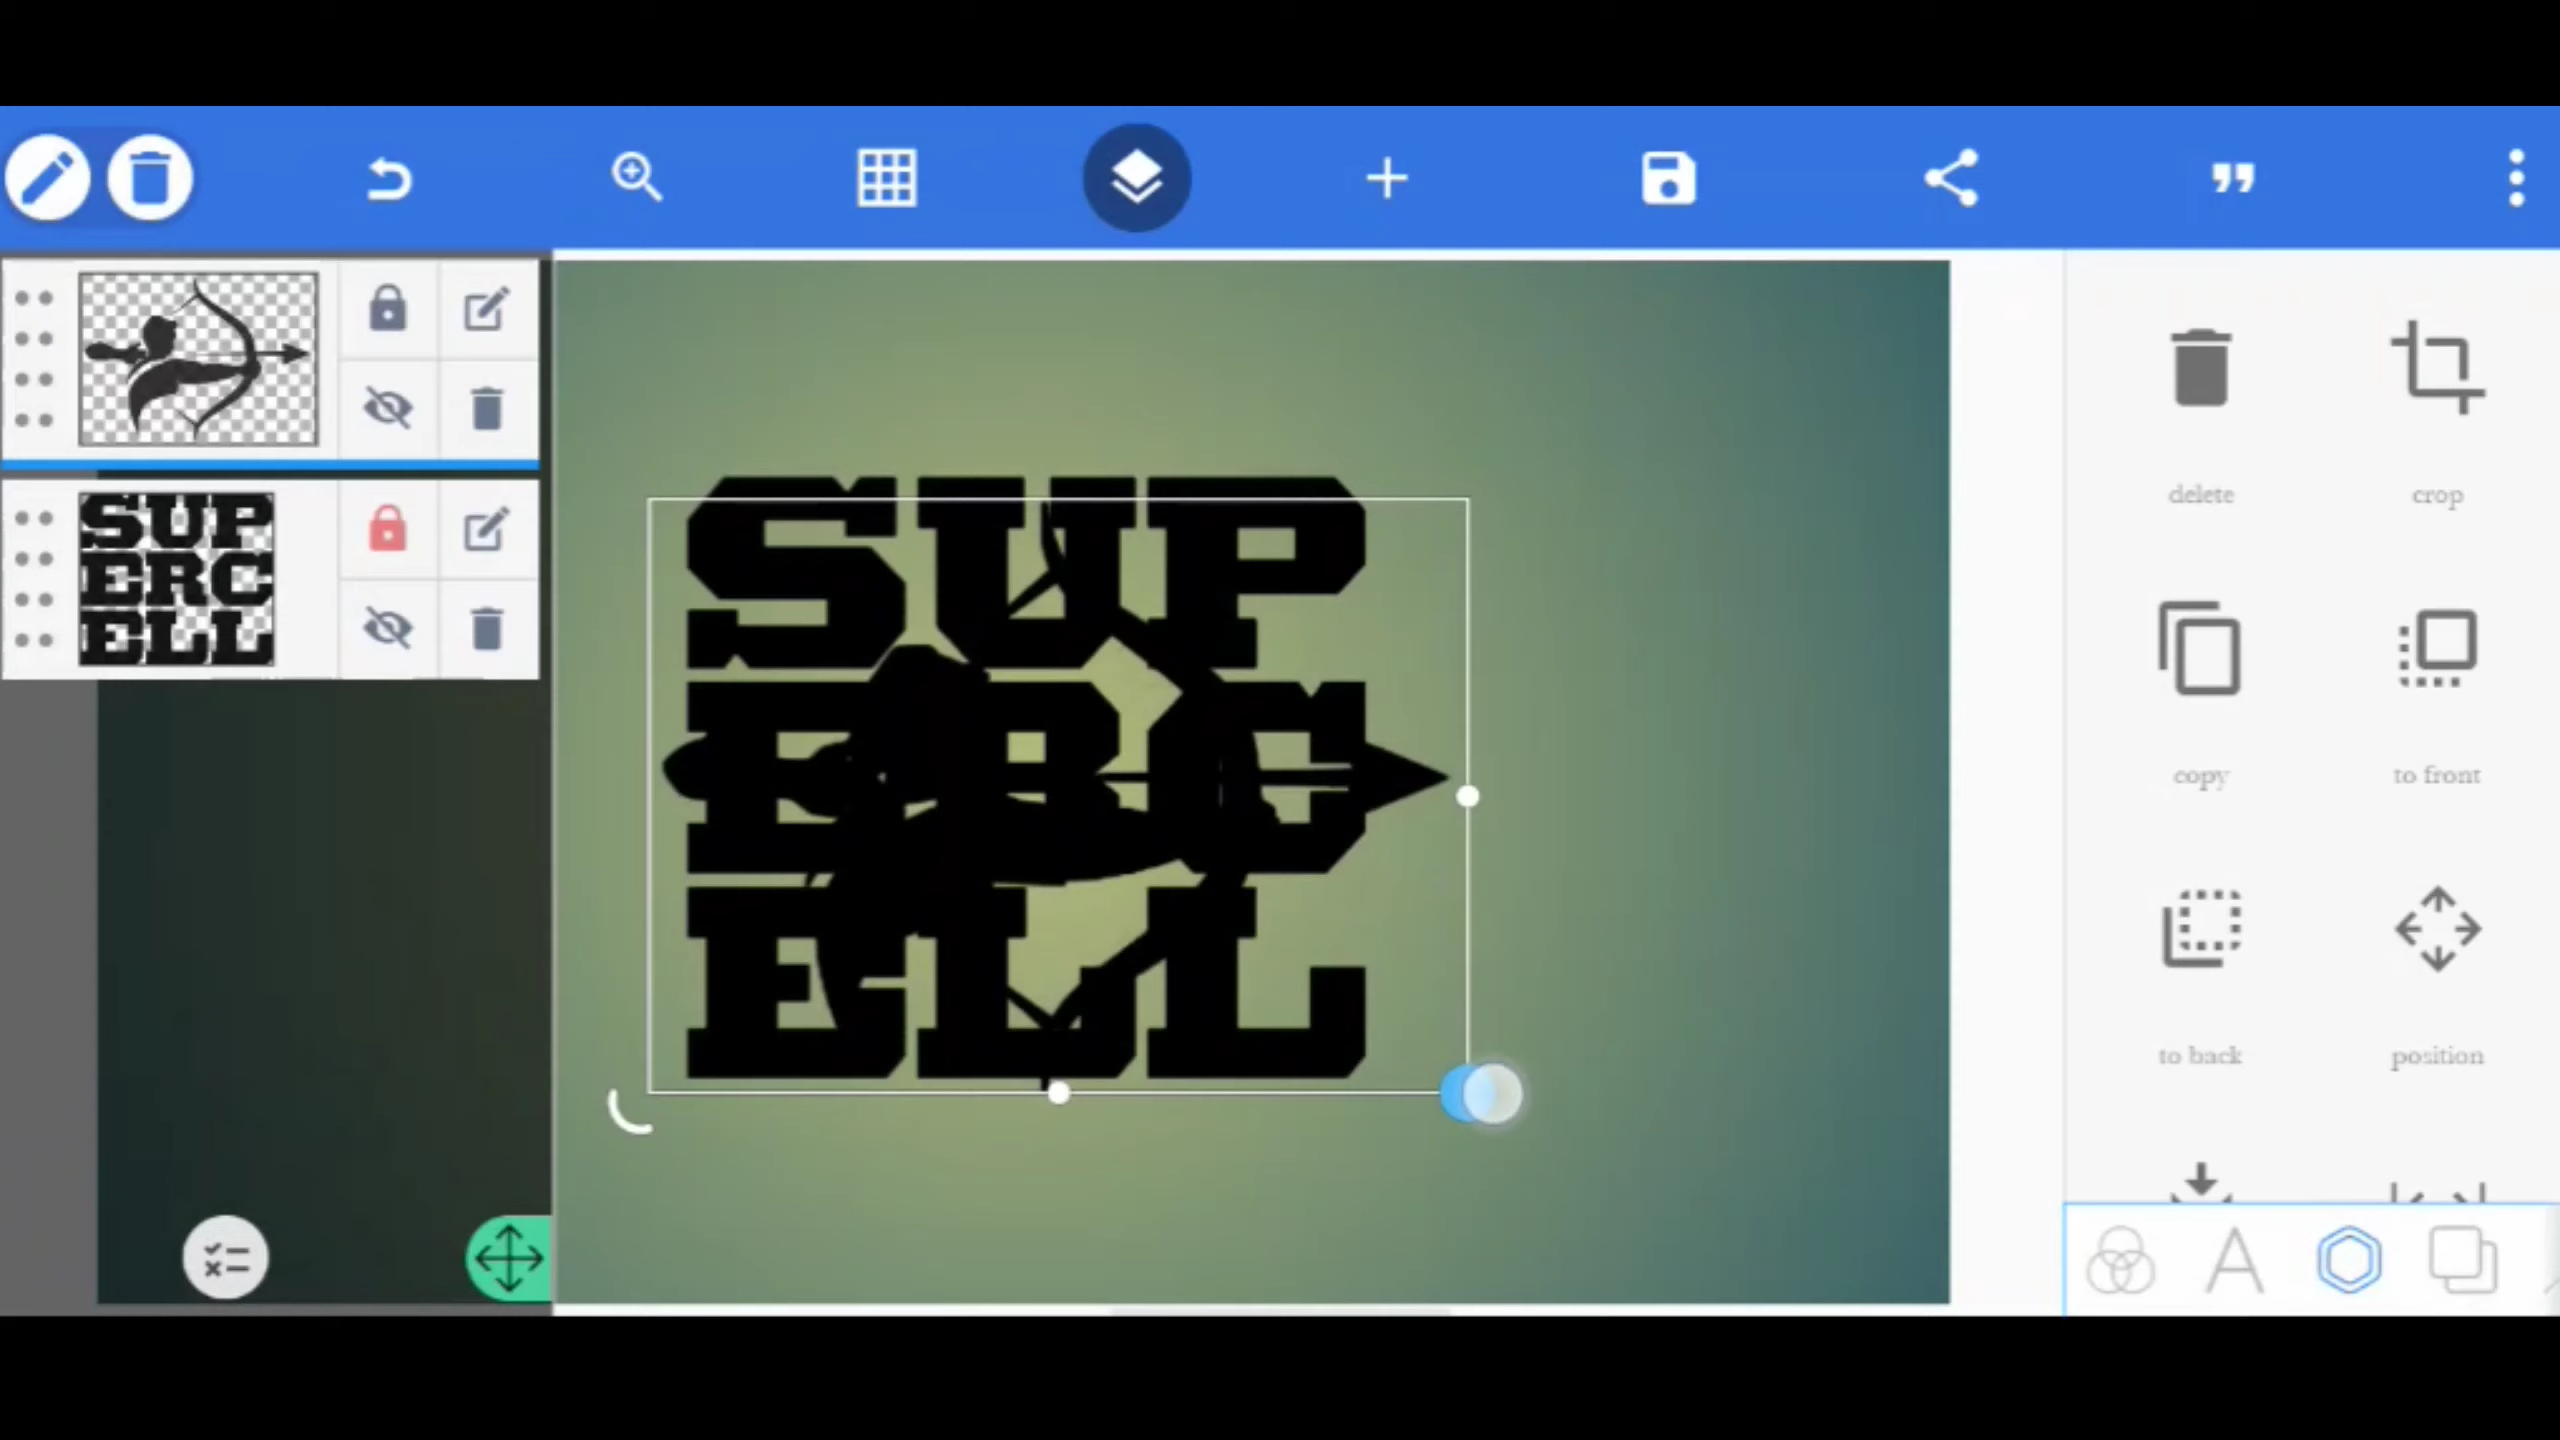 SUP
ERC
ELL
SUP
ERC
ELL
delete
crop
copy
to front
to back
position